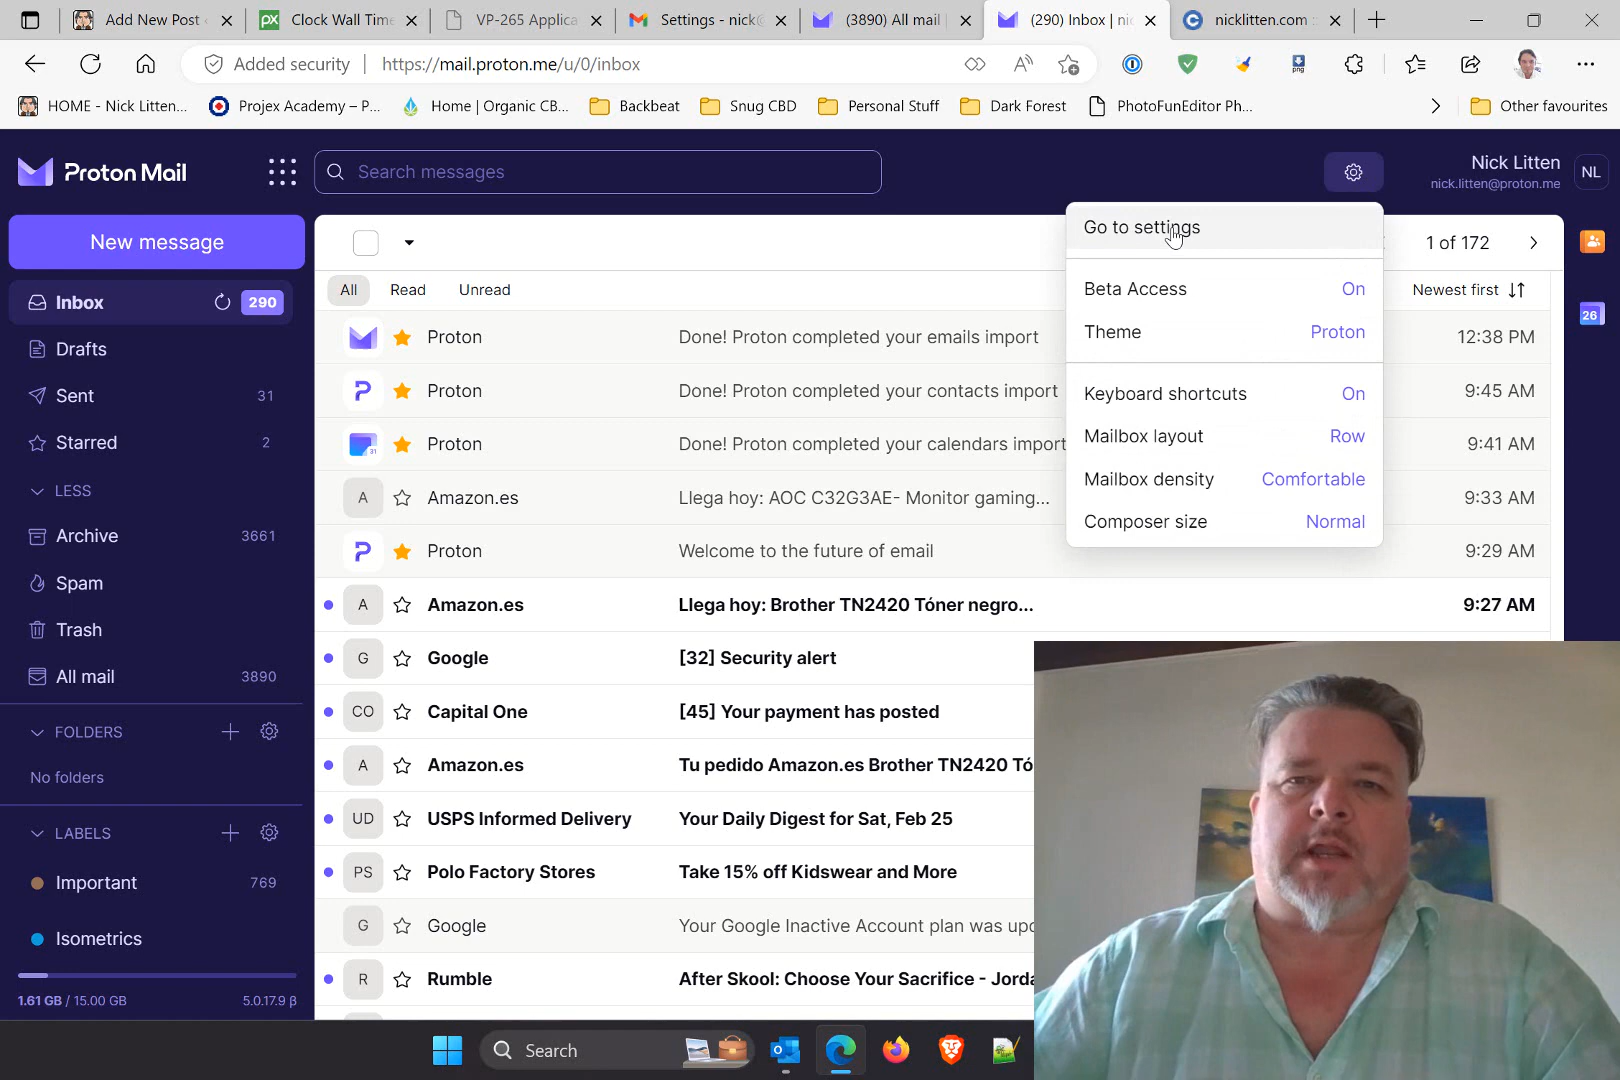 Add New Post
Clock Wall Time
VP-265 Applica
Settings - nick@
(3890) All mail
(290) Inbox | nic
nicklitten.com
Added security
https://mail.proton.me/u/0/inbox
HOME - Nick Litten...
Projex Academy – P...
Home | Organic CB...
Backbeat
Snug CBD
Personal Stuff
Dark Forest
PhotoFunEditor Ph...
Other favourites
Proton Mail
Search messages
Nick Litten
nick.litten@proton.me
NL
New message
Go to settings
1 of 172
Inbox 290
All
Read
Unread
Beta Access On
Newest first
Drafts
Theme Proton
Proton Done! Proton completed your emails import 12:38 PM
Sent 31
Proton Done! Proton completed your contacts import 9:45 AM
Keyboard shortcuts On
Starred 2
Proton Done! Proton completed your calendars import 9:41 AM
Mailbox layout Row
LESS
A Amazon.es Llega hoy: AOC C32G3AE- Monitor gaming... 9:33 AM
Mailbox density Comfortable
Archive 3661
Proton Welcome to the future of email 9:29 AM
Composer size Normal
Spam
A Amazon.es Llega hoy: Brother TN2420 Tóner negro... 9:27 AM
Trash
G Google [32] Security alert
All mail 3890
CO Capital One [45] Your payment has posted
FOLDERS
A Amazon.es Tu pedido Amazon.es Brother TN2420 Tó
No folders
UD USPS Informed Delivery Your Daily Digest for Sat, Feb 25
LABELS
PS Polo Factory Stores Take 15% off Kidswear and More
Important 769
G Google Your Google Inactive Account plan was upd
Isometrics
R Rumble After Skool: Choose Your Sacrifice - Jorda
1.61 GB / 15.00 GB
5.0.17.9 β
26
31
png
Search